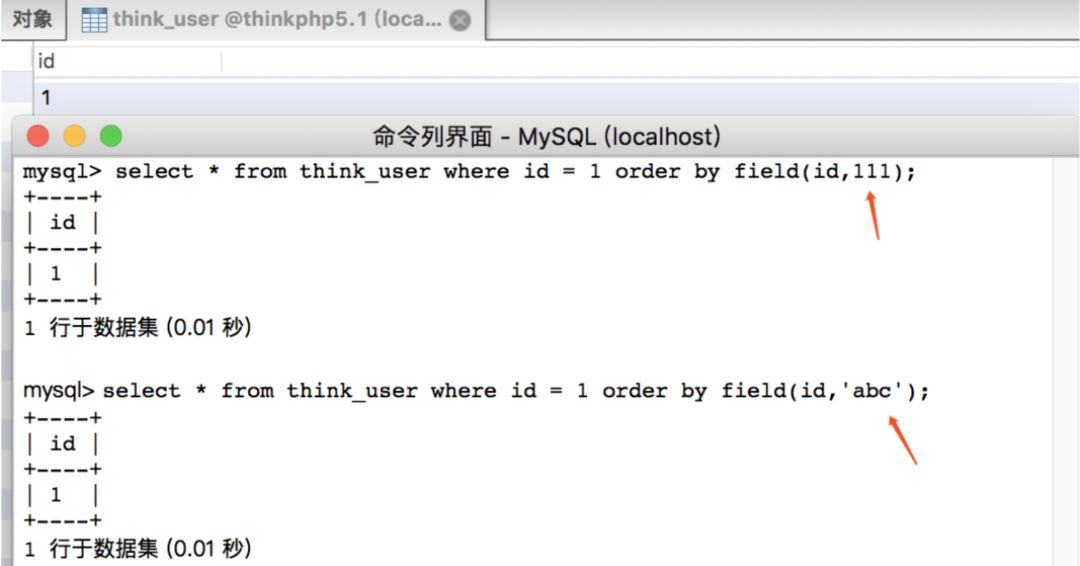 对象 think_user @thinkphp5.1 (loca...
id
1
命令列界面 - MySQL (localhost)
mysql> select * from think_user where id = 1 order by field(id,111);
+----+
| id |
+----+
| 1 |
+----+
1 行于数据集 (0.01 秒)
mysql> select * from think_user where id = 1 order by field(id,'abc');
+----+
| id |
+----+
| 1 |
+----+
1 行于数据集 (0.01 秒)